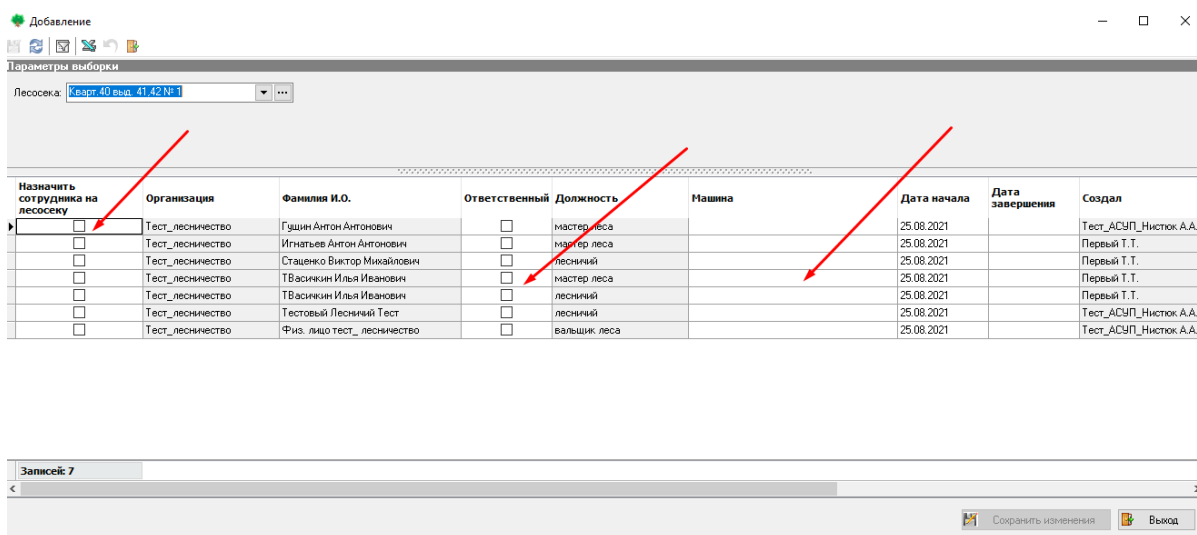 Добавление
Параметры выборки
Лесосека: Кварт.40 выд. 41,42 № 1
Назначить сотрудника на лесосеку Организация Фамилия И.О. Ответственный Должность Машина Дата начала Дата завершения Создал
Тест_лесничество Гущин Антон Антонович мастер леса 25.08.2021 Тест_АСУП_Нистюк А.А.
Тест_лесничество Игнатьев Антон Антонович мастер леса 25.08.2021 Первый Т.Т.
Тест_лесничество Стаценко Виктор Михайлович лесничий 25.08.2021 Первый Т.Т.
Тест_лесничество ТВасичкин Илья Иванович мастер леса 25.08.2021 Первый Т.Т.
Тест_лесничество ТВасичкин Илья Иванович лесничий 25.08.2021 Первый Т.Т.
Тест_лесничество Тестовый Лесничий Тест лесничий 25.08.2021 Тест_АСУП_Нистюк А.А.
Тест_лесничество Физ. лицо тест_ лесничество вальщик леса 25.08.2021 Тест_АСУП_Нистюк А.А.
Записей: 7
Сохранить изменения Выход